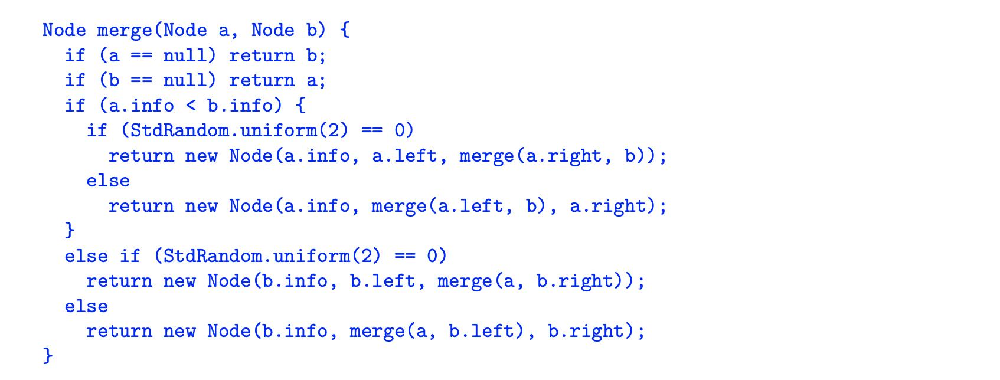 Node merge(Node a, Node b) {
  if (a == null) return b;
  if (b == null) return a;
  if (a.info < b.info) {
    if (StdRandom.uniform(2) == 0)
      return new Node(a.info, a.left, merge(a.right, b));
    else
      return new Node(a.info, merge(a.left, b), a.right);
  }
  else if (StdRandom.uniform(2) == 0)
    return new Node(b.info, b.left, merge(a, b.right));
  else
    return new Node(b.info, merge(a, b.left), b.right);
}